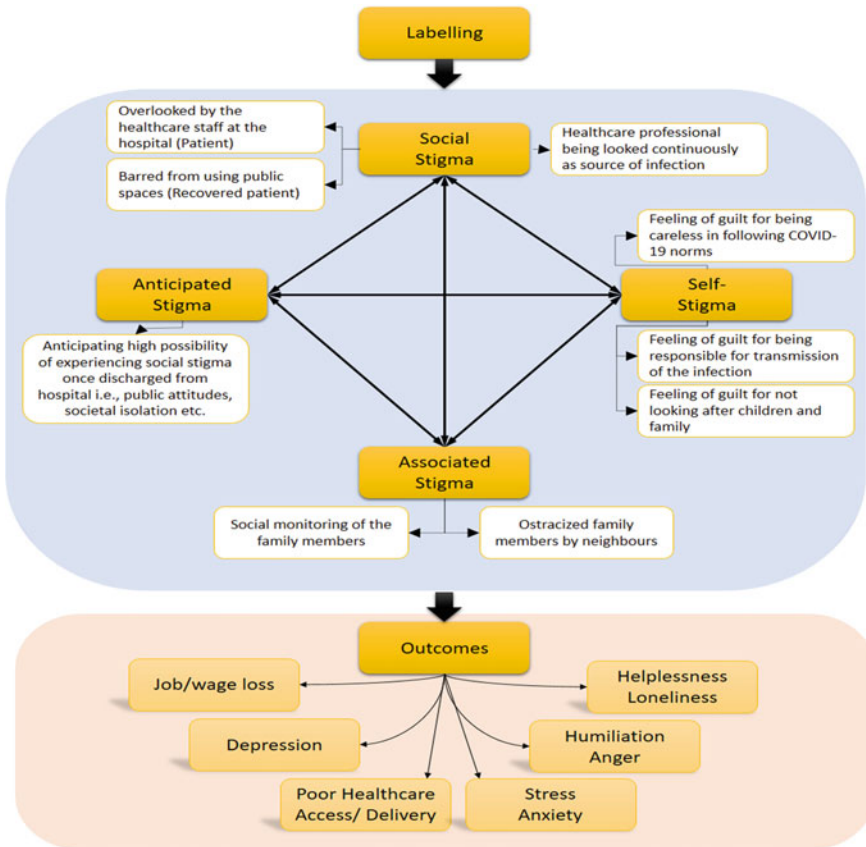 Labelling
Overlooked by the
healthcare staff at the
hospital (Patient)
Social
Stigma
Healthcare professional
being looked continuously
as source of infection
Barred from using public
spaces (Recovered patient)
Feeling of guilt for being
careless in following COVID-
19 norms
Anticipated
Stigma
Self-
Stigma
Anticipating high possibility
of experiencing social stigma
once discharged from
hospital i.e., public attitudes,
societal isolation etc.
Feeling of guilt for being
responsible for transmission
of the infection
Feeling of guilt for not
looking after children and
family
Associated
Stigma
Social monitoring of the
family members
Ostracized family
members by neighbours
Outcomes
Job/wage loss
Helplessness
Loneliness
Depression
Humiliation
Anger
Poor Healthcare
Access/ Delivery
Stress
Anxiety